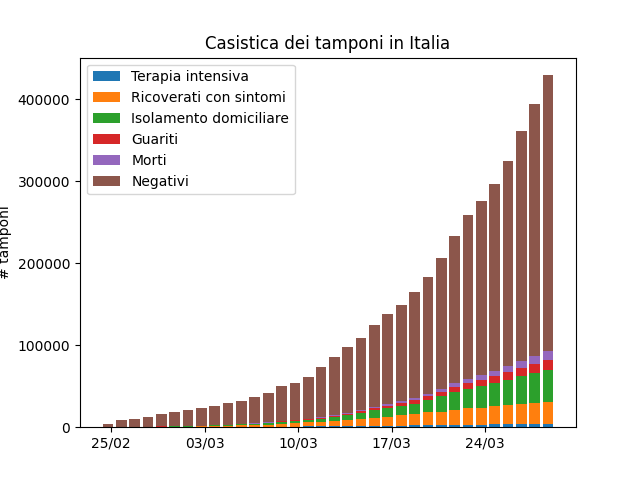 Casistica dei tamponi in Italia
Terapia intensiva
Ricoverati con sintomi
Isolamento domiciliare
Guariti
Morti
Negativi
# tamponi
400000
300000
200000
100000
0
25/02 03/03 10/03 17/03 24/03